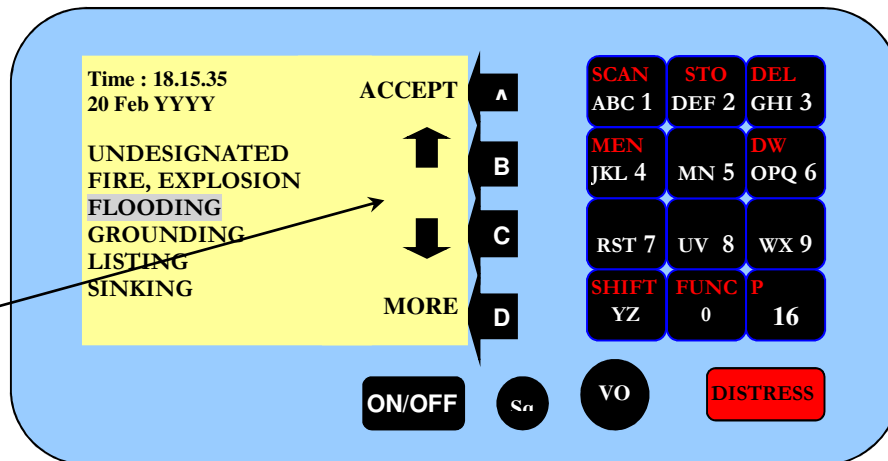 Time : 18.15.35
20 Feb YYYY
ACCEPT
A
UNDESIGNATED
B
FIRE, EXPLOSION
FLOODING
GROUNDING
C
LISTING
SINKING
MORE
D
SCAN STO DEL
ABC 1 DEF 2 GHI 3
MEN DW
JKL 4 MN 5 OPQ 6
RST 7 UV 8 WX 9
SHIFT FUNC P
YZ 0 16
ON/OFF
Sq
VO
DISTRESS